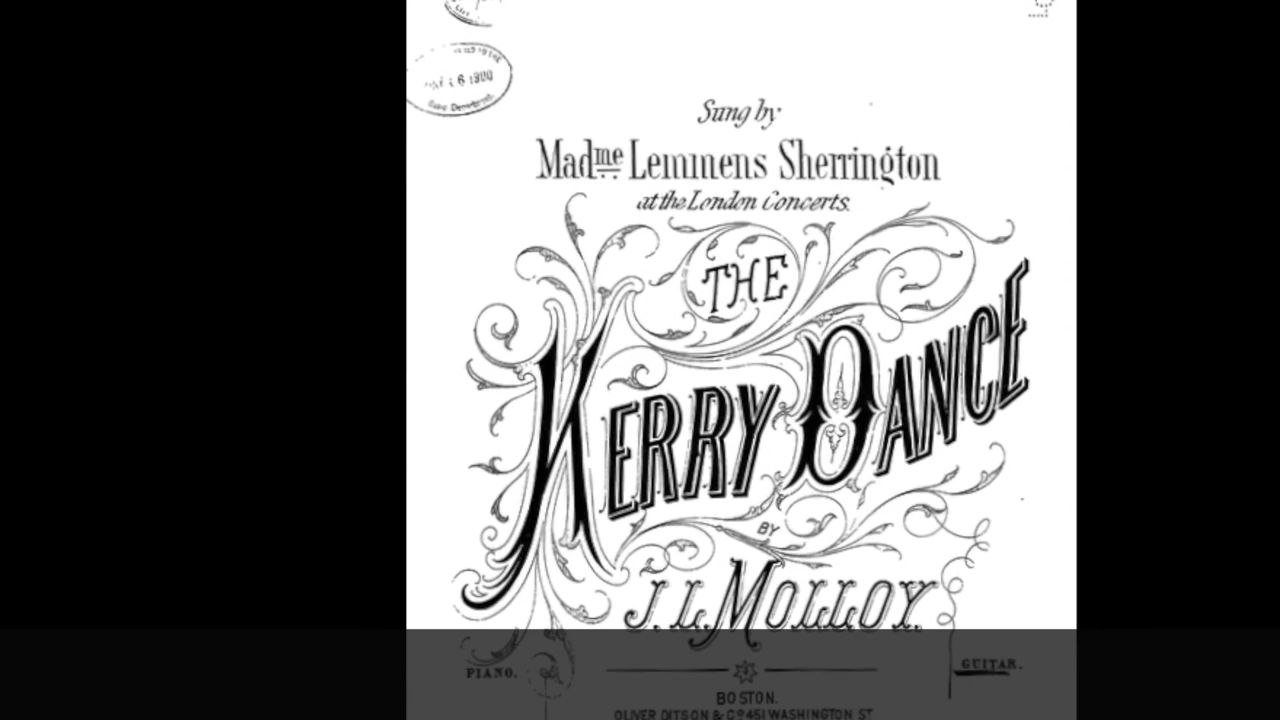 Sung by
Madme Lemmens Sherrington
at the London Concerts.
THE
KERRY DANCE
BY
J. L. MOLLOY.
PIANO.
GUITAR.
BOSTON.
OLIVER DITSON & Co 451 WASHINGTON ST